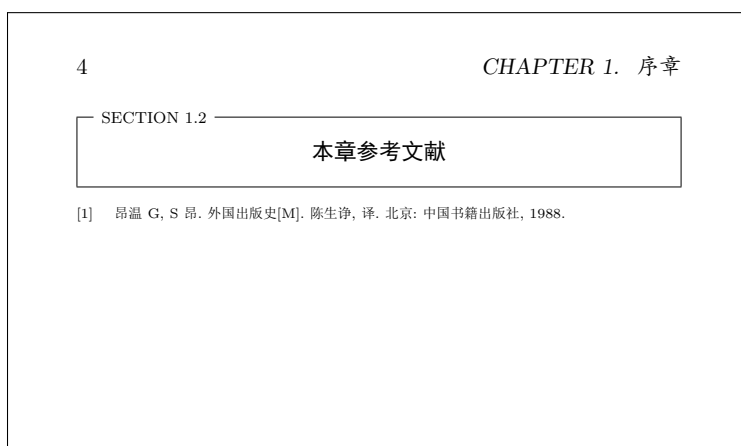 4 CHAPTER 1. 序章
SECTION 1.2
本章参考文献
[1] 昂温 G, S 昂. 外国出版史[M]. 陈生诤, 译. 北京: 中国书籍出版社, 1988.